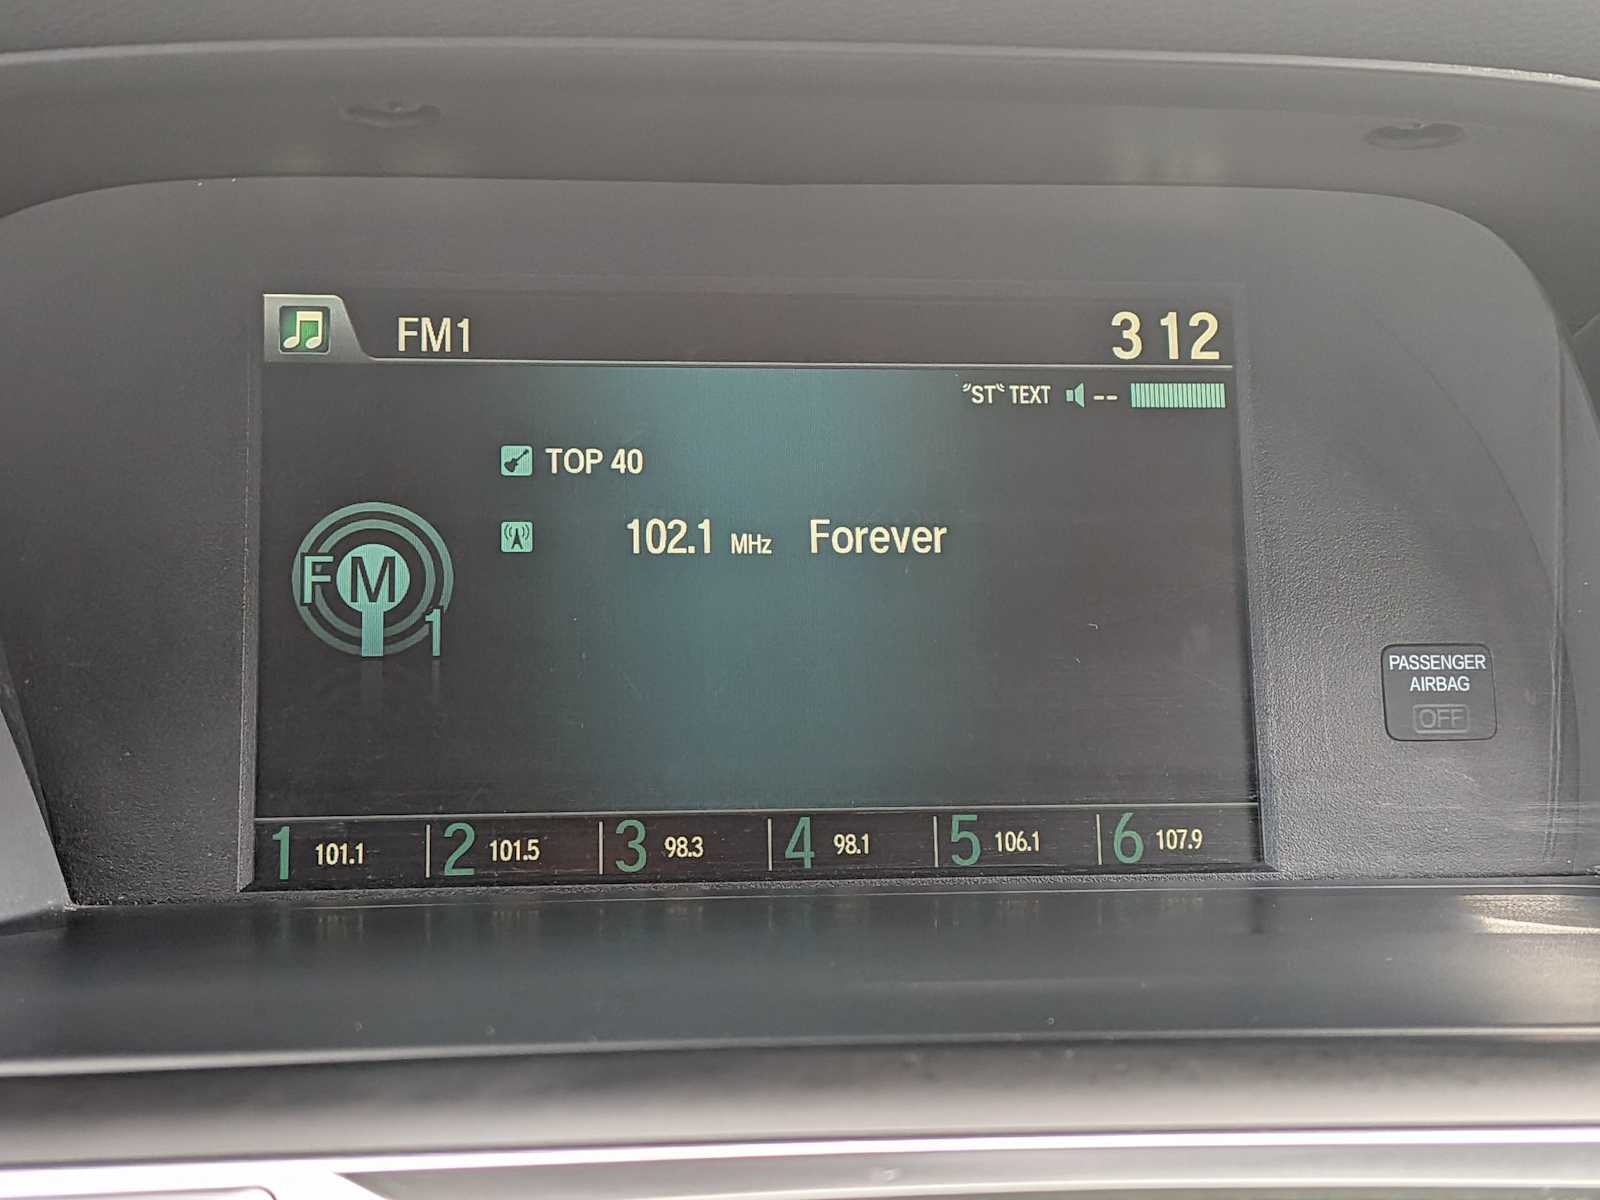 FM1
3 12
"ST" TEXT --
TOP 40
102.1 MHz Forever
FM
1
1 101.1
2 101.5
3 98.3
4 98.1
5 106.1
6 107.9
PASSENGER
AIRBAG
OFF